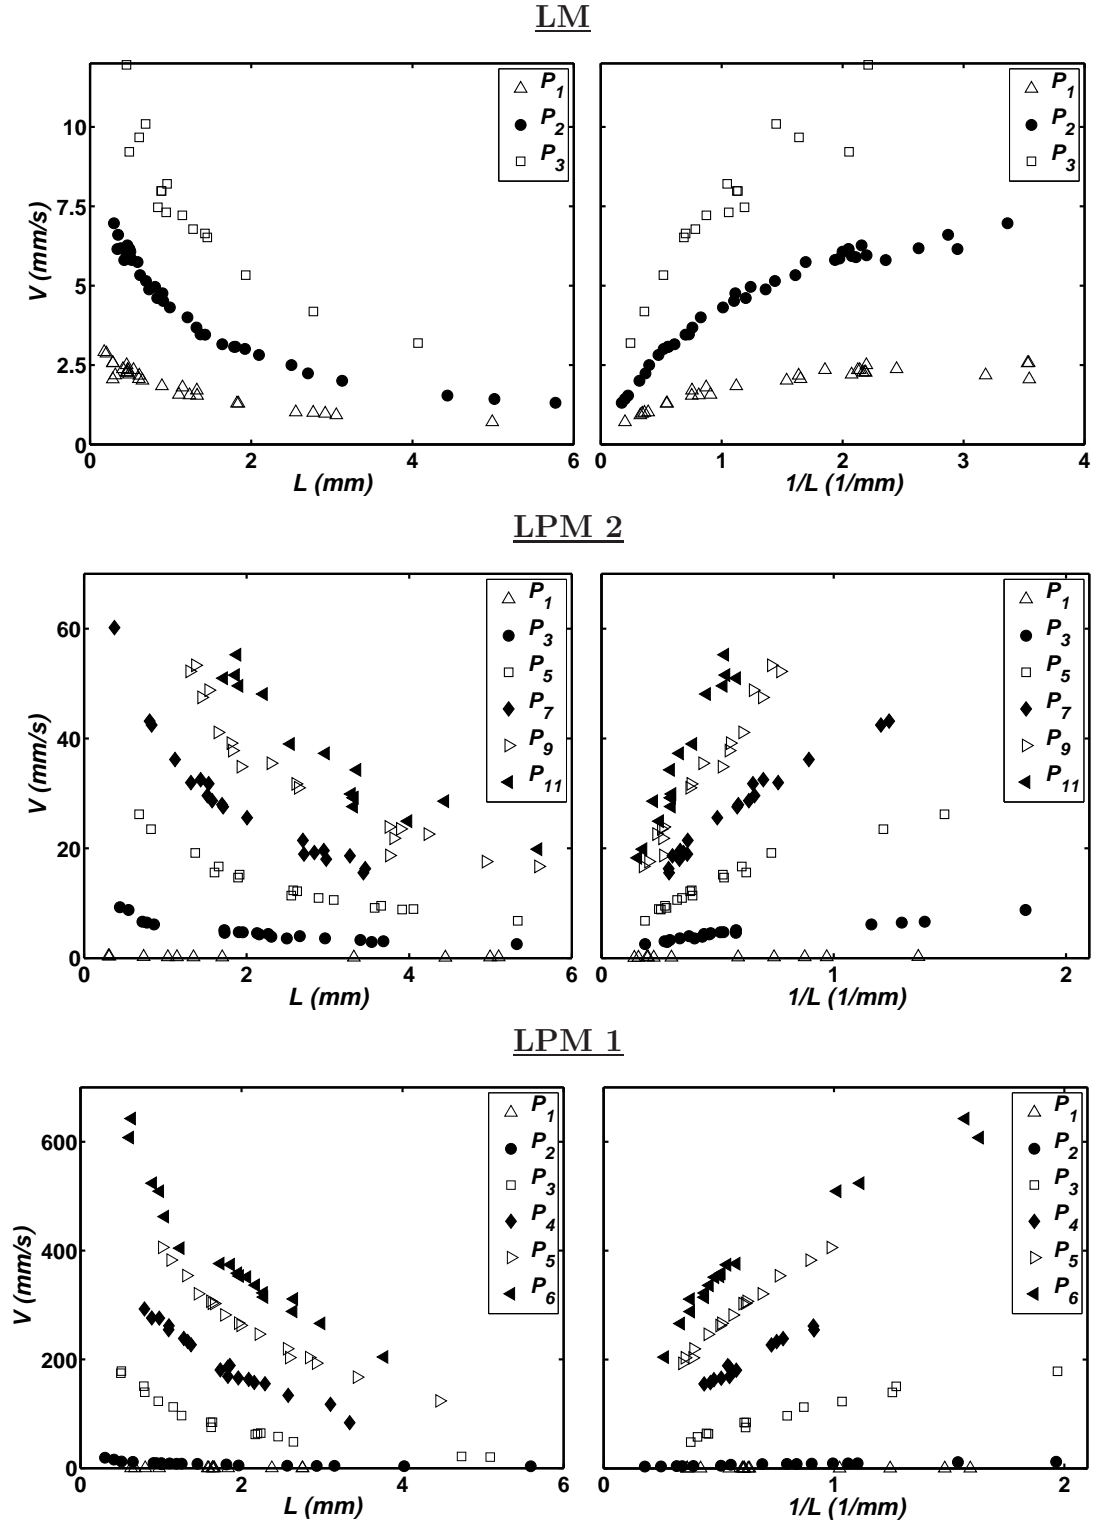 LM
V (mm/s)
10
7.5
5
2.5
0
0 2 4 6
L (mm)
P1
P2
P3
0 1 2 3 4
1/L (1/mm)
P1
P2
P3
LPM 2
V (mm/s)
60
40
20
0
0 2 4 6
L (mm)
P1
P3
P5
P7
P9
P11
0 1 2
1/L (1/mm)
P1
P3
P5
P7
P9
P11
LPM 1
V (mm/s)
600
400
200
0
0 2 4 6
L (mm)
P1
P2
P3
P4
P5
P6
0 1 2
1/L (1/mm)
P1
P2
P3
P4
P5
P6